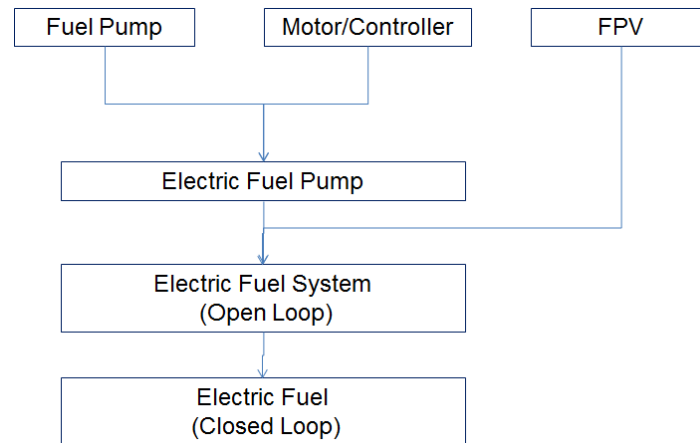 Fuel Pump
Motor/Controller
FPV
Electric Fuel Pump
Electric Fuel System
(Open Loop)
Electric Fuel
(Closed Loop)